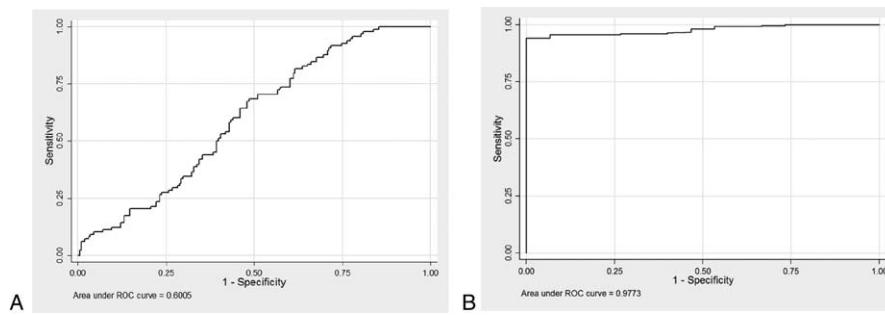 A
Sensitivity
1.00
0.75
0.50
0.25
0.00
0.00 0.25 0.50 0.75 1.00
1 - Specificity
Area under ROC curve = 0.6005
B
Sensitivity
1.00
0.75
0.50
0.25
0.00
0.00 0.25 0.50 0.75 1.00
1 - Specificity
Area under ROC curve = 0.9773